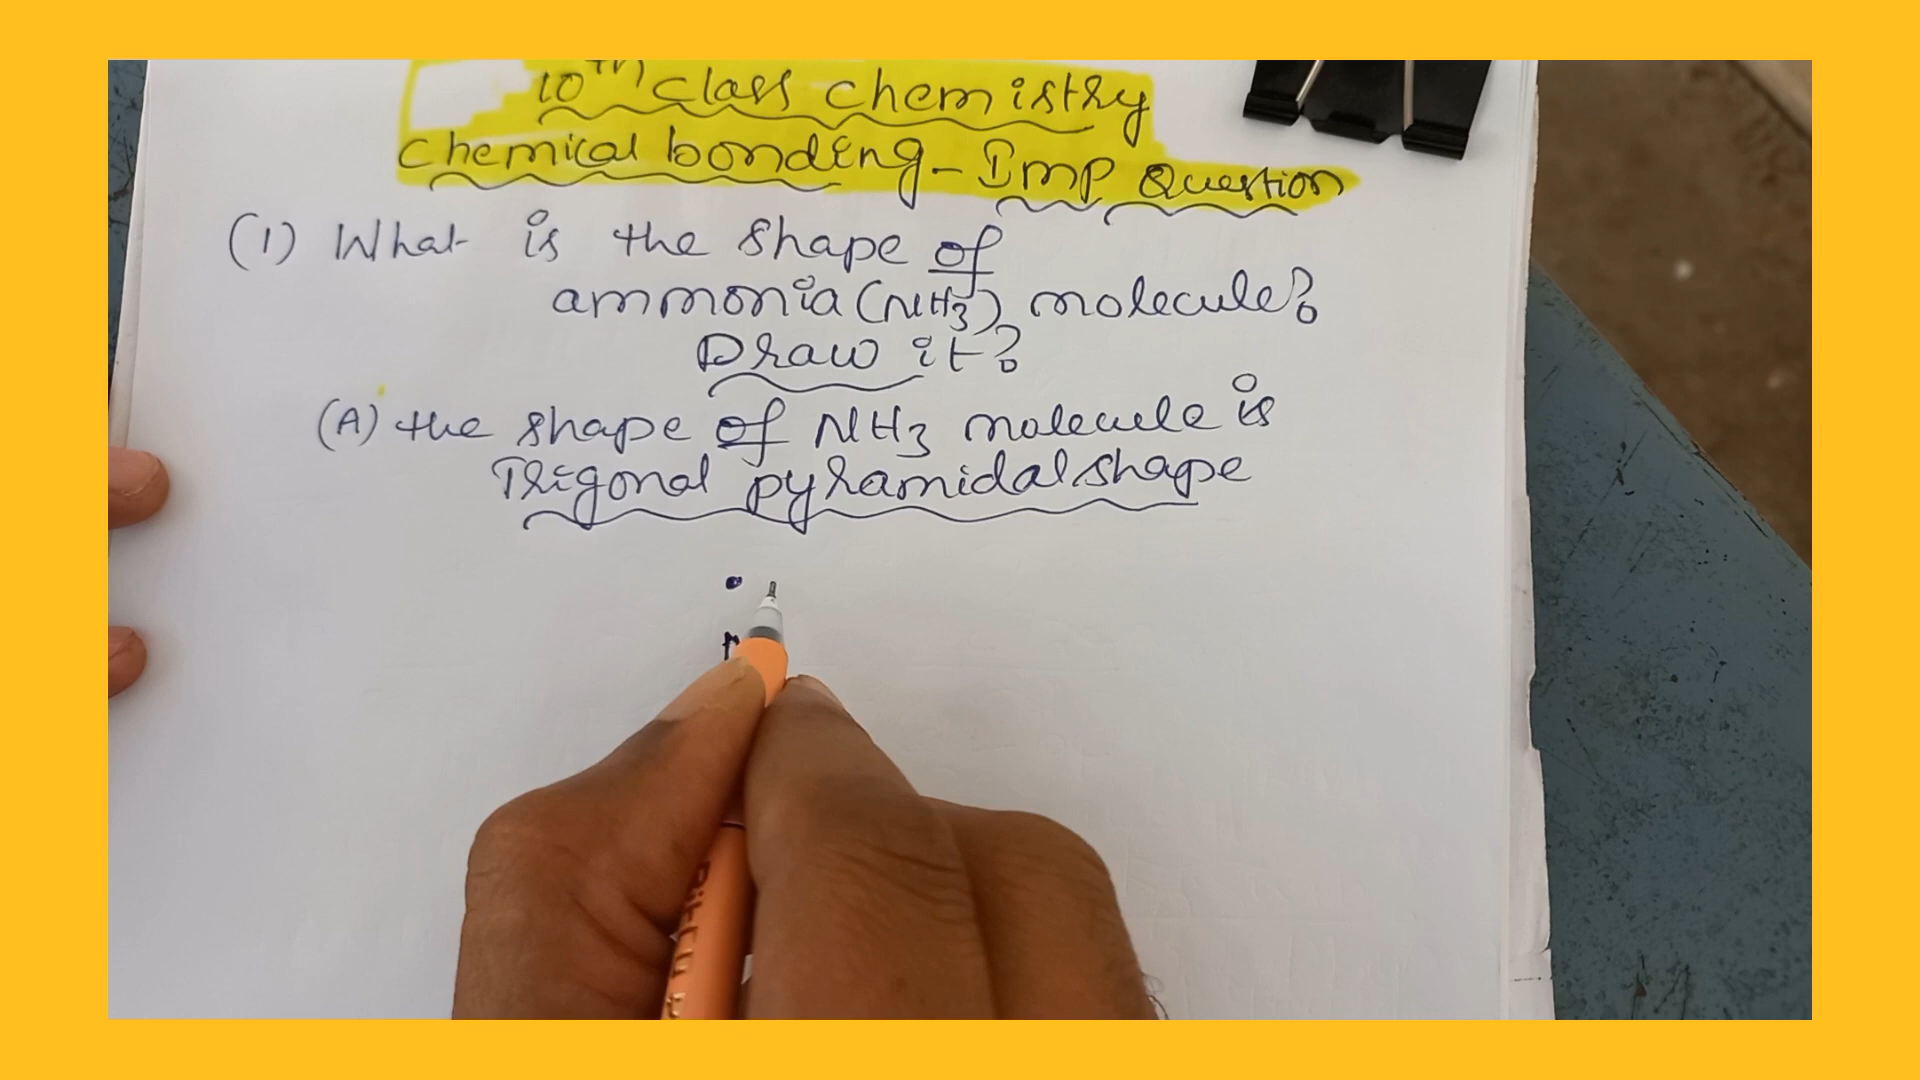 10th class chemistry
chemical bonding - Imp Question
(1) What is the shape of
ammonia (NH3) molecule?
Draw it?
(A) the shape of NH3 molecule is
Trigonal pyramidal shape